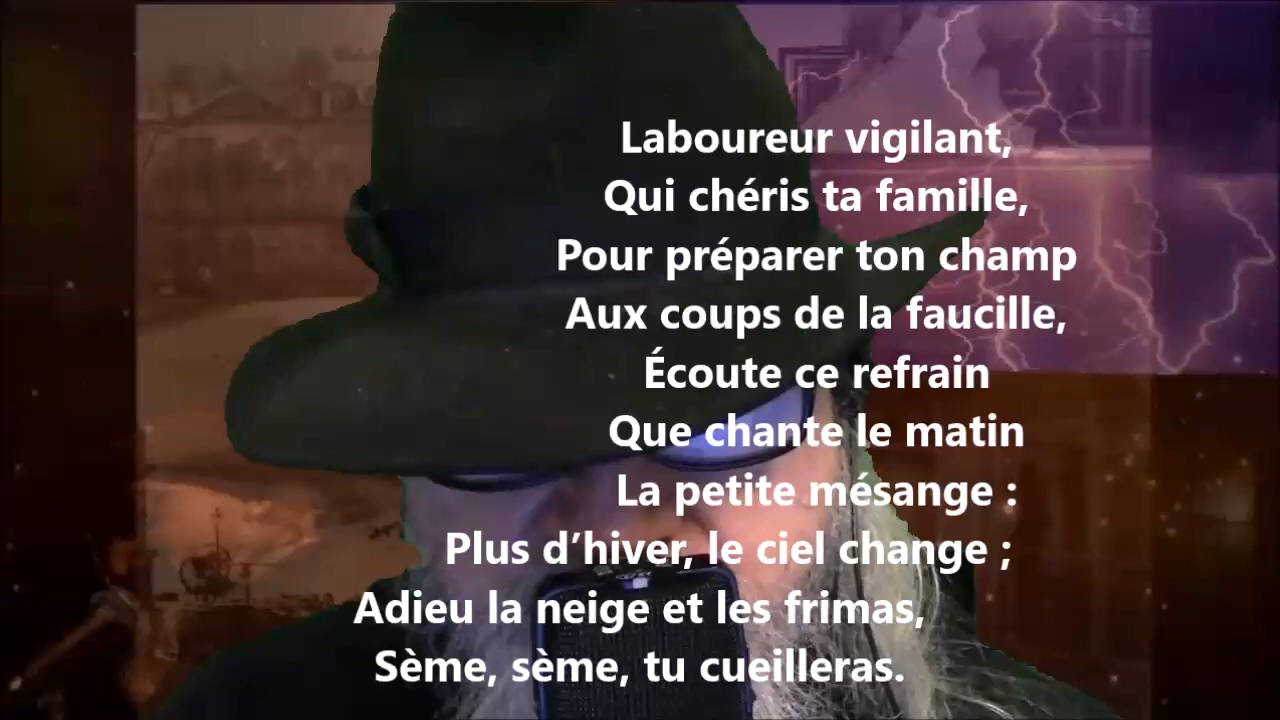 Laboureur vigilant,
Qui chéris ta famille,
Pour préparer ton champ
Aux coups de la faucille,
Écoute ce refrain
Que chante le matin
La petite mésange :
Plus d’hiver, le ciel change ;
Adieu la neige et les frimas,
Sème, sème, tu cueilleras.